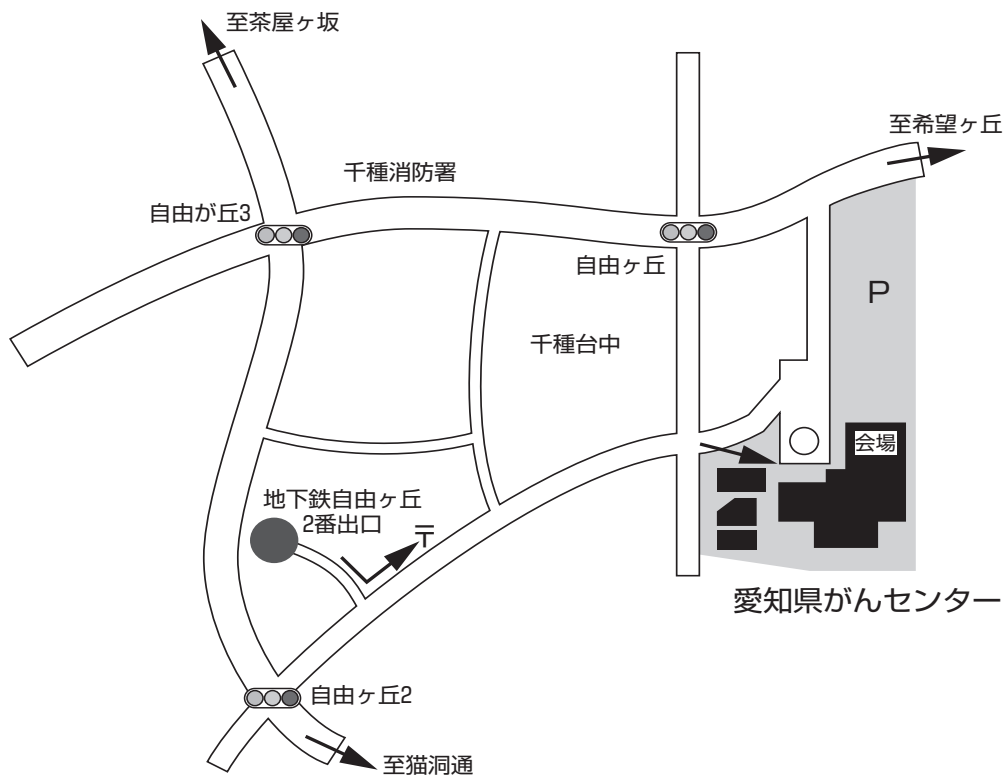 至茶屋ヶ坂
至希望ヶ丘
千種消防署
自由が丘3
自由ヶ丘
P
千種台中
会場
地下鉄自由ヶ丘
2番出口
〒
愛知県がんセンター
自由ヶ丘2
至猫洞通